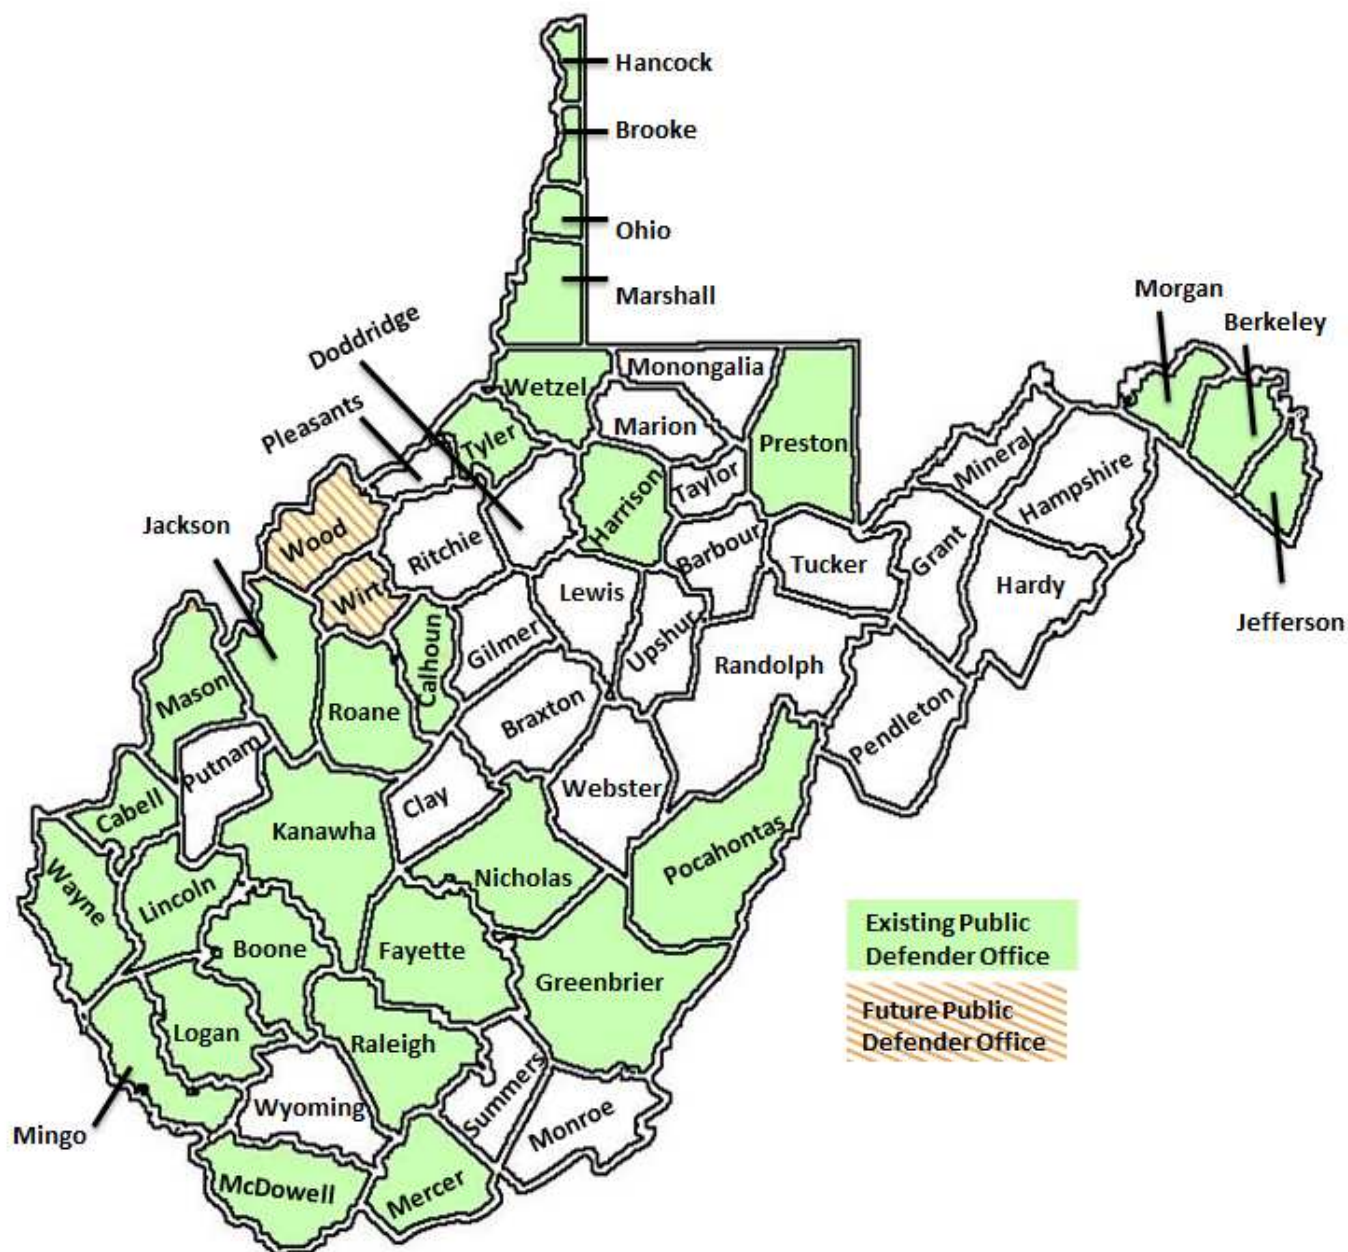 Hancock
Brooke
Ohio
Marshall
Morgan
Berkeley
Doddridge
Monongalia
Wetzel
Pleasants
Marion
Tyler
Preston
Mineral
Hampshire
Taylor
Harrison
Jackson
Wood
Ritchie
Barbour
Tucker
Grant
Hardy
Lewis
Wirt
Jefferson
Gilmer
Upshur
Calhoun
Randolph
Mason
Roane
Braxton
Pendleton
Putnam
Webster
Clay
Cabell
Kanawha
Pocahontas
Nicholas
Wayne
Lincoln
Boone
Fayette
Greenbrier
Existing Public
Defender Office
Future Public
Defender Office
Logan
Raleigh
Summers
Wyoming
Monroe
Mingo
McDowell
Mercer